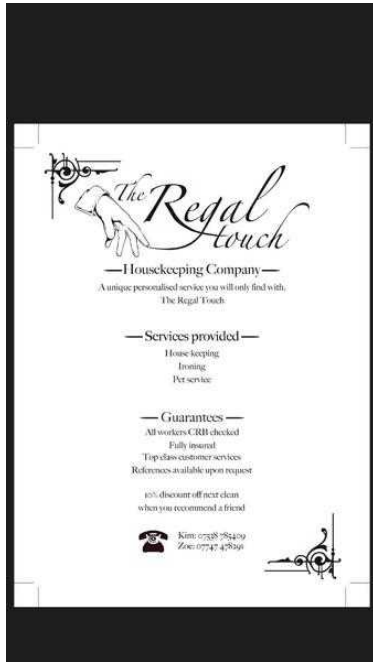 The Regal
touch
Housekeeping Company
A unique personalised service you will only find with.
The Regal Touch
Services provided
House keeping
Ironing
Pet service
Guarantees
All workers CRB checked
Fully insured
Top class customer services
References available upon request
10% discount off next clean
when you recommend a friend
Kim: 07538 785409
Zoe: 07747 478291